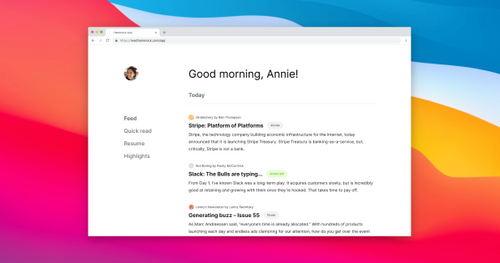 Good morning, Annie!
Today
Feed
Quick read
Resume
Highlights
Stratechery by Ben Thompson
Stripe: Platform of Platforms
Stripe, the technology company building economic infrastructure for the internet, today
announced that it is launching Stripe Treasury. Stripe Treasury is banking-as-a-service, but,
critically, Stripe is not a bank.
Not Boring by Packy McCormick
Slack: The Bulls are typing...
From Day 1, I've known Slack was a long-term play. It acquires customers slowly, but is incredibly
good at retaining and growing with them once they're hooked. That takes time to pay off.
Lenny's Newsletter by Lenny Rachitsky
Generating buzz - Issue 55
As Marc Andreessen said, "everyone time is already allocated." With hundreds of products
launching each day and endless ads clamoring for our attention, how do you get over the event